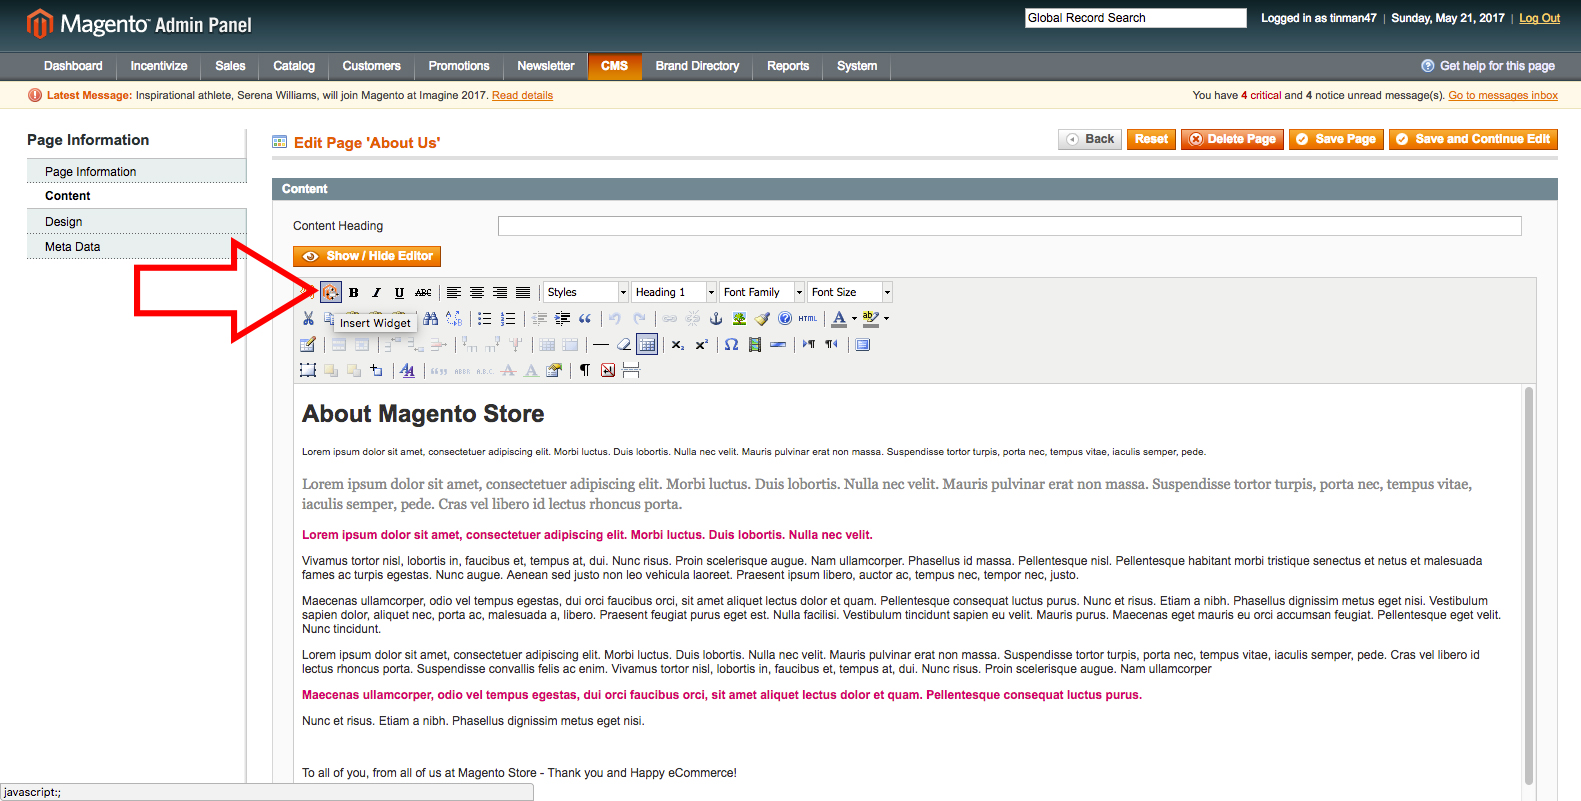 Magento™ Admin Panel
Global Record Search
Logged in as tinman47 | Sunday, May 21, 2017 | Log Out
Dashboard Incentivize Sales Catalog Customers Promotions Newsletter CMS Brand Directory Reports System
Get help for this page
Latest Message: Inspirational athlete, Serena Williams, will join Magento at Imagine 2017. Read details
You have 4 critical and 4 notice unread message(s). Go to messages inbox
Page Information
Page Information
Content
Design
Meta Data
Edit Page 'About Us'
Back Reset Delete Page Save Page Save and Continue Edit
Content
Content Heading
Show / Hide Editor
B I U ABC Styles Heading 1 Font Family Font Size
HTML A ab
Insert Widget
About Magento Store
Lorem ipsum dolor sit amet, consectetuer adipiscing elit. Morbi luctus. Duis lobortis. Nulla nec velit. Mauris pulvinar erat non massa. Suspendisse tortor turpis, porta nec, tempus vitae, iaculis semper, pede.
Lorem ipsum dolor sit amet, consectetuer adipiscing elit. Morbi luctus. Duis lobortis. Nulla nec velit. Mauris pulvinar erat non massa. Suspendisse tortor turpis, porta nec, tempus vitae,
iaculis semper, pede. Cras vel libero id lectus rhoncus porta.
Lorem ipsum dolor sit amet, consectetuer adipiscing elit. Morbi luctus. Duis lobortis. Nulla nec velit.
Vivamus tortor nisl, lobortis in, faucibus et, tempus at, dui. Nunc risus. Proin scelerisque augue. Nam ullamcorper. Phasellus id massa. Pellentesque nisl. Pellentesque habitant morbi tristique senectus et netus et malesuada
fames ac turpis egestas. Nunc augue. Aenean sed justo non leo vehicula laoreet. Praesent ipsum libero, auctor ac, tempus nec, tempor nec, justo.
Maecenas ullamcorper, odio vel tempus egestas, dui orci faucibus orci, sit amet aliquet lectus dolor et quam. Pellentesque consequat luctus purus. Nunc et risus. Etiam a nibh. Phasellus dignissim metus eget nisi. Vestibulum
sapien dolor, aliquet nec, porta ac, malesuada a, libero. Praesent feugiat purus eget est. Nulla facilisi. Vestibulum tincidunt sapien eu velit. Mauris purus. Maecenas eget mauris eu orci accumsan feugiat. Pellentesque eget velit.
Nunc tincidunt.
Lorem ipsum dolor sit amet, consectetuer adipiscing elit. Morbi luctus. Duis lobortis. Nulla nec velit. Mauris pulvinar erat non massa. Suspendisse tortor turpis, porta nec, tempus vitae, iaculis semper, pede. Cras vel libero id
lectus rhoncus porta. Suspendisse convallis felis ac enim. Vivamus tortor nisl, lobortis in, faucibus et, tempus at, dui. Nunc risus. Proin scelerisque augue. Nam ullamcorper
Maecenas ullamcorper, odio vel tempus egestas, dui orci faucibus orci, sit amet aliquet lectus dolor et quam. Pellentesque consequat luctus purus.
Nunc et risus. Etiam a nibh. Phasellus dignissim metus eget nisi.
To all of you, from all of us at Magento Store - Thank you and Happy eCommerce!
javascript:;